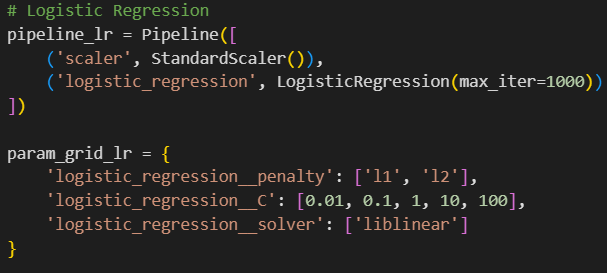 # Logistic Regression
pipeline_lr = Pipeline([
    ('scaler', StandardScaler()),
    ('logistic_regression', LogisticRegression(max_iter=1000))
])

param_grid_lr = {
    'logistic_regression__penalty': ['l1', 'l2'],
    'logistic_regression__C': [0.01, 0.1, 1, 10, 100],
    'logistic_regression__solver': ['liblinear']
}